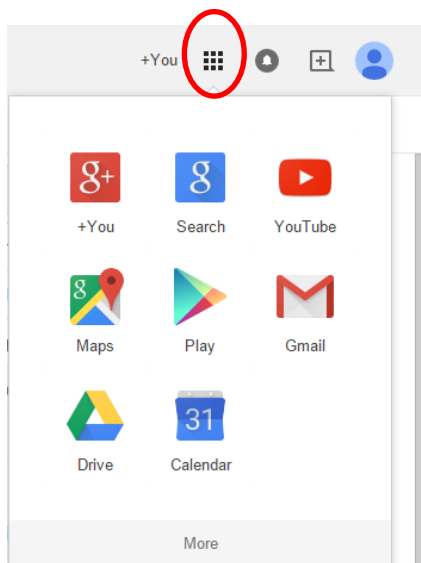 +You
g+ g
+You Search YouTube
g
Maps Play Gmail
31
Drive Calendar
More